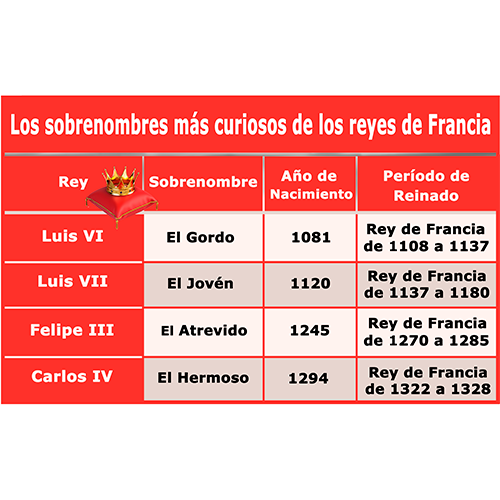 Los sobrenombres más curiosos de los reyes de Francia
Rey
Sobrenombre
Año de
Nacimiento
Período de
Reinado
Luis VI
El Gordo
1081
Rey de Francia
de 1108 a 1137
Luis VII
El Jovén
1120
Rey de Francia
de 1137 a 1180
Felipe III
El Atrevido
1245
Rey de Francia
de 1270 a 1285
Carlos IV
El Hermoso
1294
Rey de Francia
de 1322 a 1328